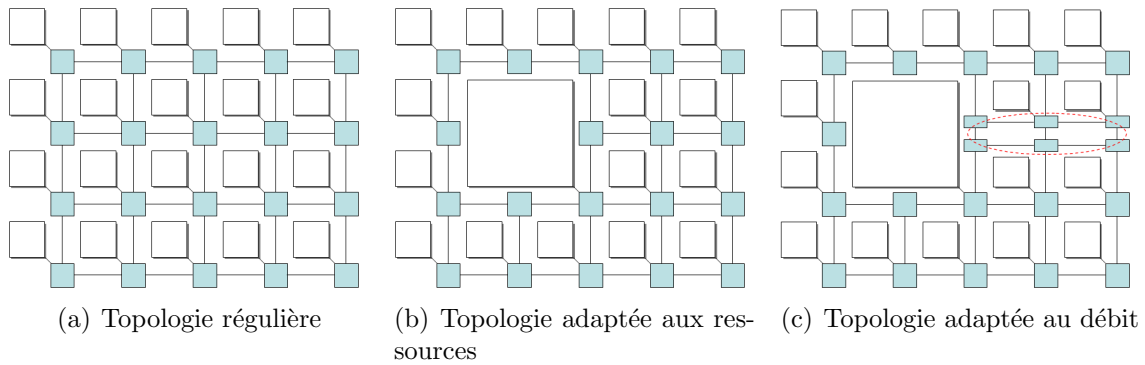 (a) Topologie régulière
(b) Topologie adaptée aux res-
sources
(c) Topologie adaptée au débit